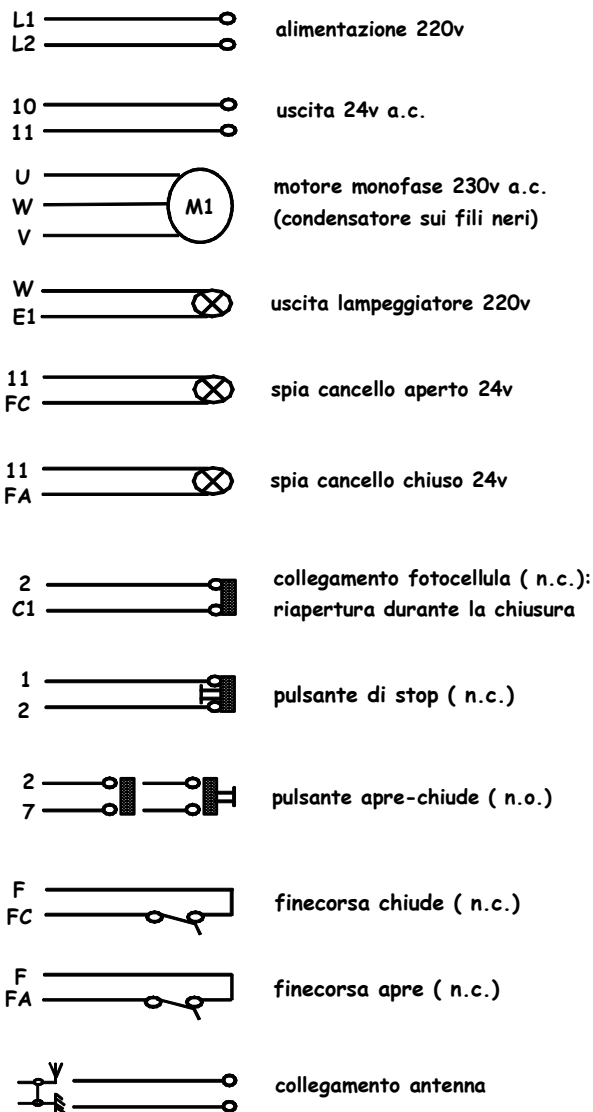 L1
L2
alimentazione 220v
10
11
uscita 24v a.c.
U
W
V
M1
motore monofase 230v a.c.
(condensatore sui fili neri)
W
E1
uscita lampeggiatore 220v
11
FC
spia cancello aperto 24v
11
FA
spia cancello chiuso 24v
2
C1
collegamento fotocellula ( n.c.):
riapertura durante la chiusura
1
2
pulsante di stop ( n.c.)
2
7
pulsante apre-chiude ( n.o.)
F
FC
finecorsa chiude ( n.c.)
F
FA
finecorsa apre ( n.c.)
collegamento antenna